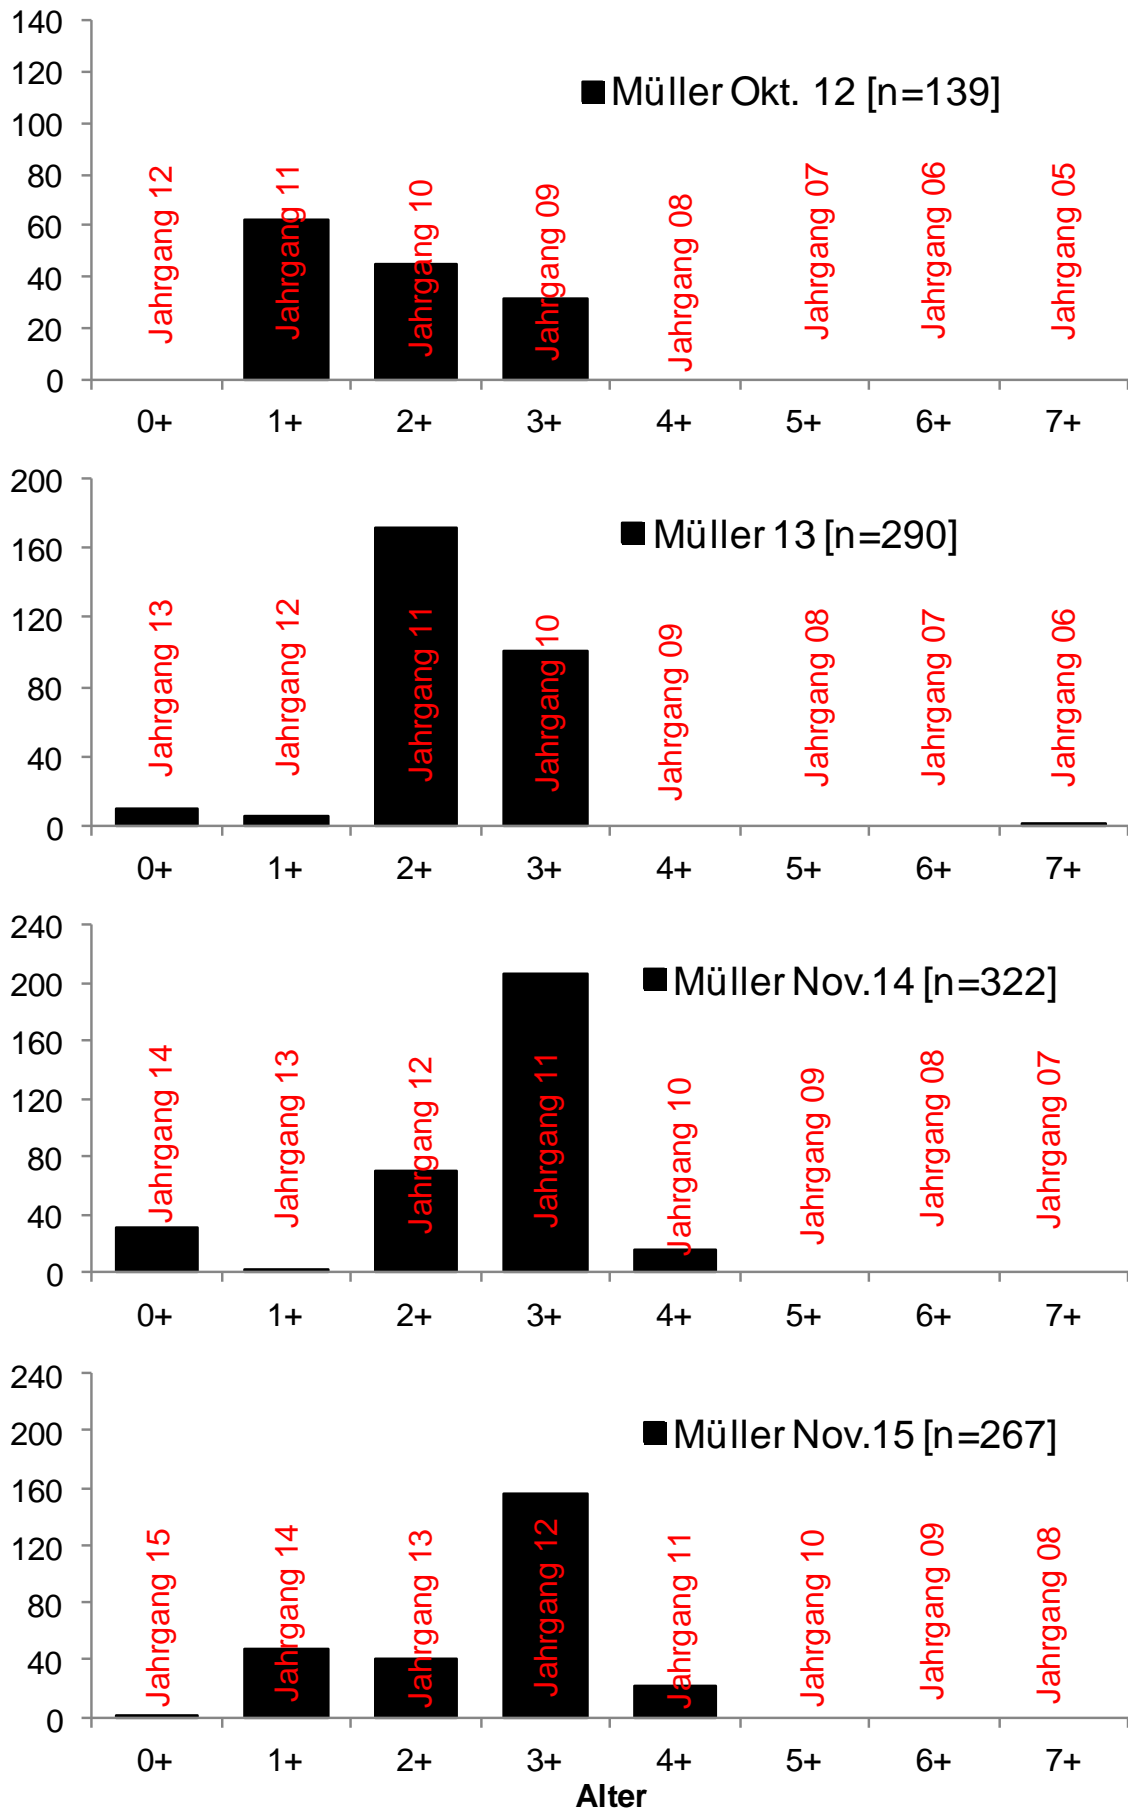 140
120
100
80
60
40
20
0
Müller Okt. 12 [n=139]
Jahrgang 12
Jahrgang 11
Jahrgang 10
Jahrgang 09
Jahrgang 08
Jahrgang 07
Jahrgang 06
Jahrgang 05
0+ 1+ 2+ 3+ 4+ 5+ 6+ 7+
200
160
120
80
40
0
Müller 13 [n=290]
Jahrgang 13
Jahrgang 12
Jahrgang 11
Jahrgang 10
Jahrgang 09
Jahrgang 08
Jahrgang 07
Jahrgang 06
0+ 1+ 2+ 3+ 4+ 5+ 6+ 7+
240
200
160
120
80
40
0
Müller Nov.14 [n=322]
Jahrgang 14
Jahrgang 13
Jahrgang 12
Jahrgang 11
Jahrgang 10
Jahrgang 09
Jahrgang 08
Jahrgang 07
0+ 1+ 2+ 3+ 4+ 5+ 6+ 7+
240
200
160
120
80
40
0
Müller Nov.15 [n=267]
Jahrgang 15
Jahrgang 14
Jahrgang 13
Jahrgang 12
Jahrgang 11
Jahrgang 10
Jahrgang 09
Jahrgang 08
0+ 1+ 2+ 3+ 4+ 5+ 6+ 7+
Alter